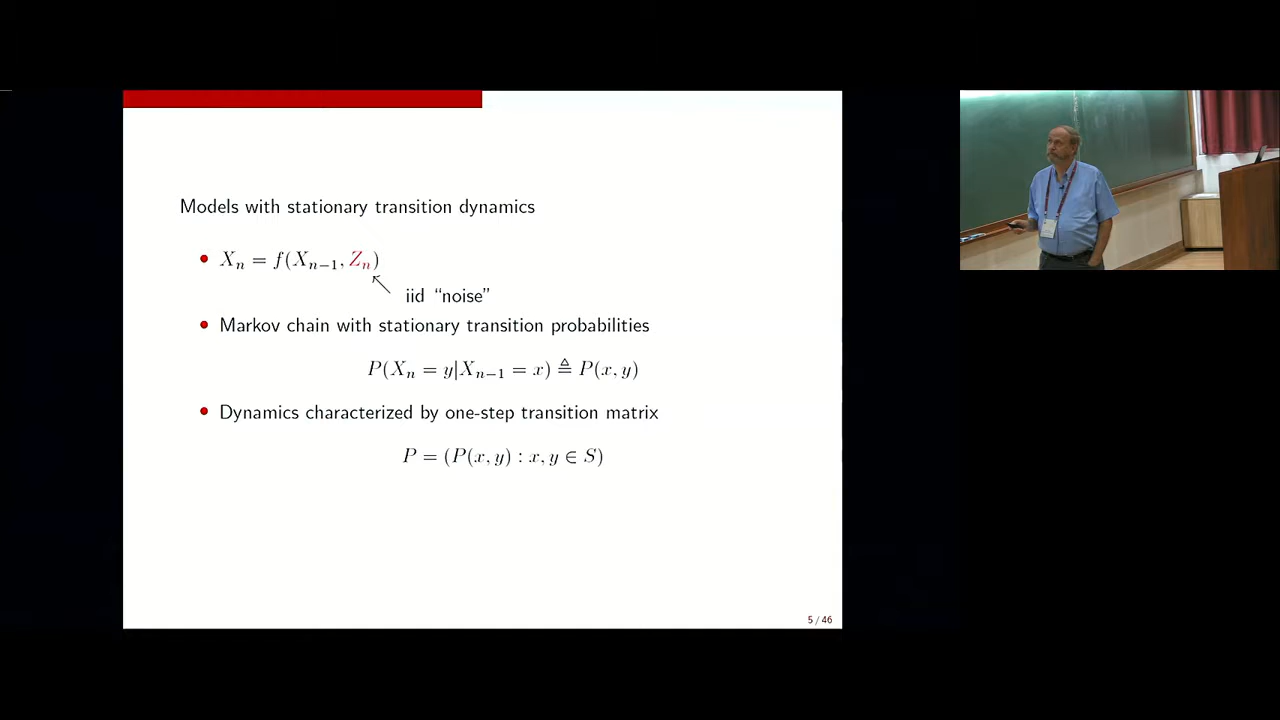 Models with stationary transition dynamics
• Xₙ = f(Xₙ₋₁, Zₙ)
iid “noise”
• Markov chain with stationary transition probabilities
P(Xₙ = y|Xₙ₋₁ = x) ≜ P(x, y)
• Dynamics characterized by one-step transition matrix
P = (P(x, y) : x, y ∈ S)
5 / 46